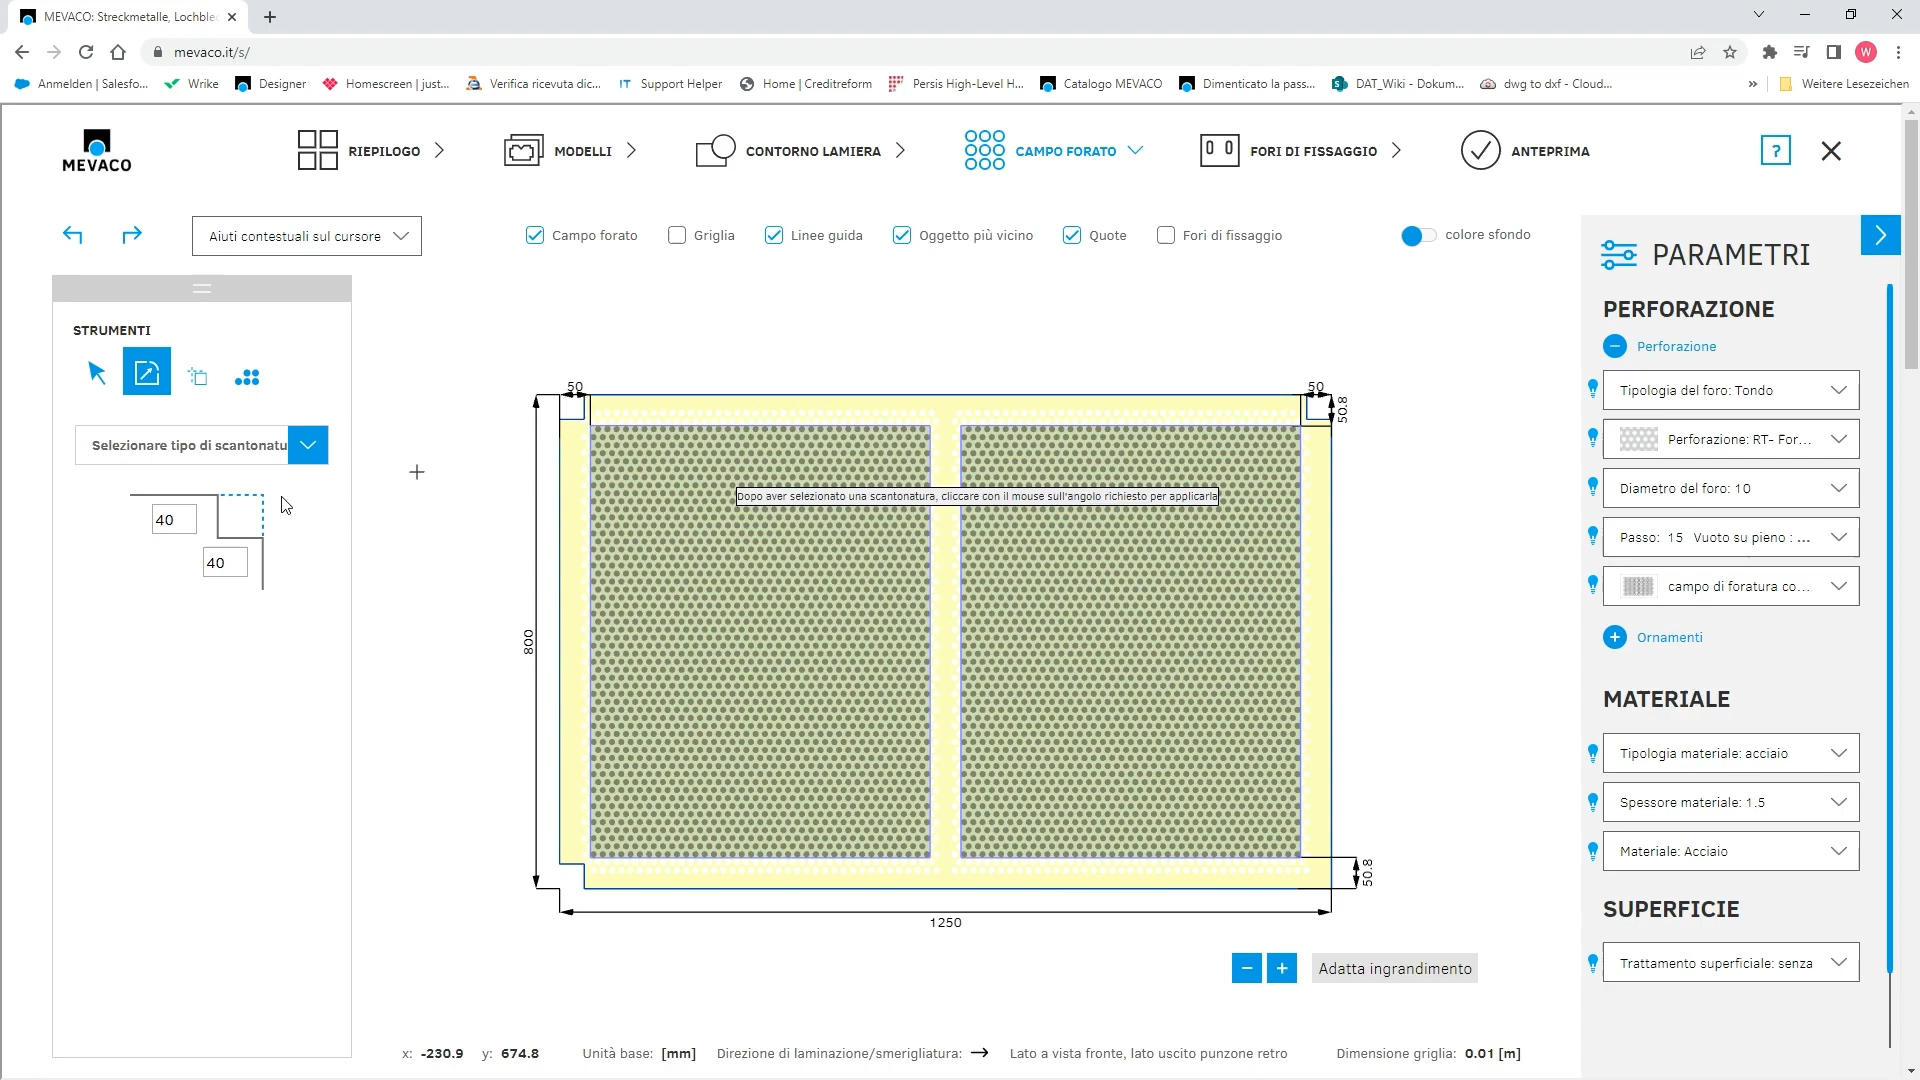 MEVACO: Streckmetalle, Lochble
mevaco.it/s/
W
Anmelden | Salesfo...
Wrike
Designer
Homescreen | just...
Verifica ricevuta dic...
IT Support Helper
Home | Creditreform
Persis High-Level H...
Catalogo MEVACO
Dimenticato la pass...
DAT_Wiki - Dokum...
dwg to dxf - Cloud...
»
Weitere Lesezeichen
MEVACO
RIEPILOGO
MODELLI
CONTORNO LAMIERA
CAMPO FORATO
FORI DI FISSAGGIO
ANTEPRIMA
?
Aiuti contestuali sul cursore
Campo forato
Griglia
Linee guida
Oggetto più vicino
Quote
Fori di fissaggio
colore sfondo
STRUMENTI
Selezionare tipo di scantonatu
40
40
50
50
50.8
Dopo aver selezionato una scantonatura, cliccare con il mouse sull'angolo richiesto per applicarla
800
50.8
1250
Adatta ingrandimento
x: -230.9 y: 674.8
Unità base: [mm]
Direzione di laminazione/smerigliatura:
Lato a vista fronte, lato uscito punzone retro
Dimensione griglia: 0.01 [m]
PARAMETRI
PERFORAZIONE
Perforazione
Tipologia del foro: Tondo
Perforazione: RT- For...
Diametro del foro: 10
Passo: 15 Vuoto su pieno : ...
campo di foratura co...
Ornamenti
MATERIALE
Tipologia materiale: acciaio
Spessore materiale: 1.5
Materiale: Acciaio
SUPERFICIE
Trattamento superficiale: senza